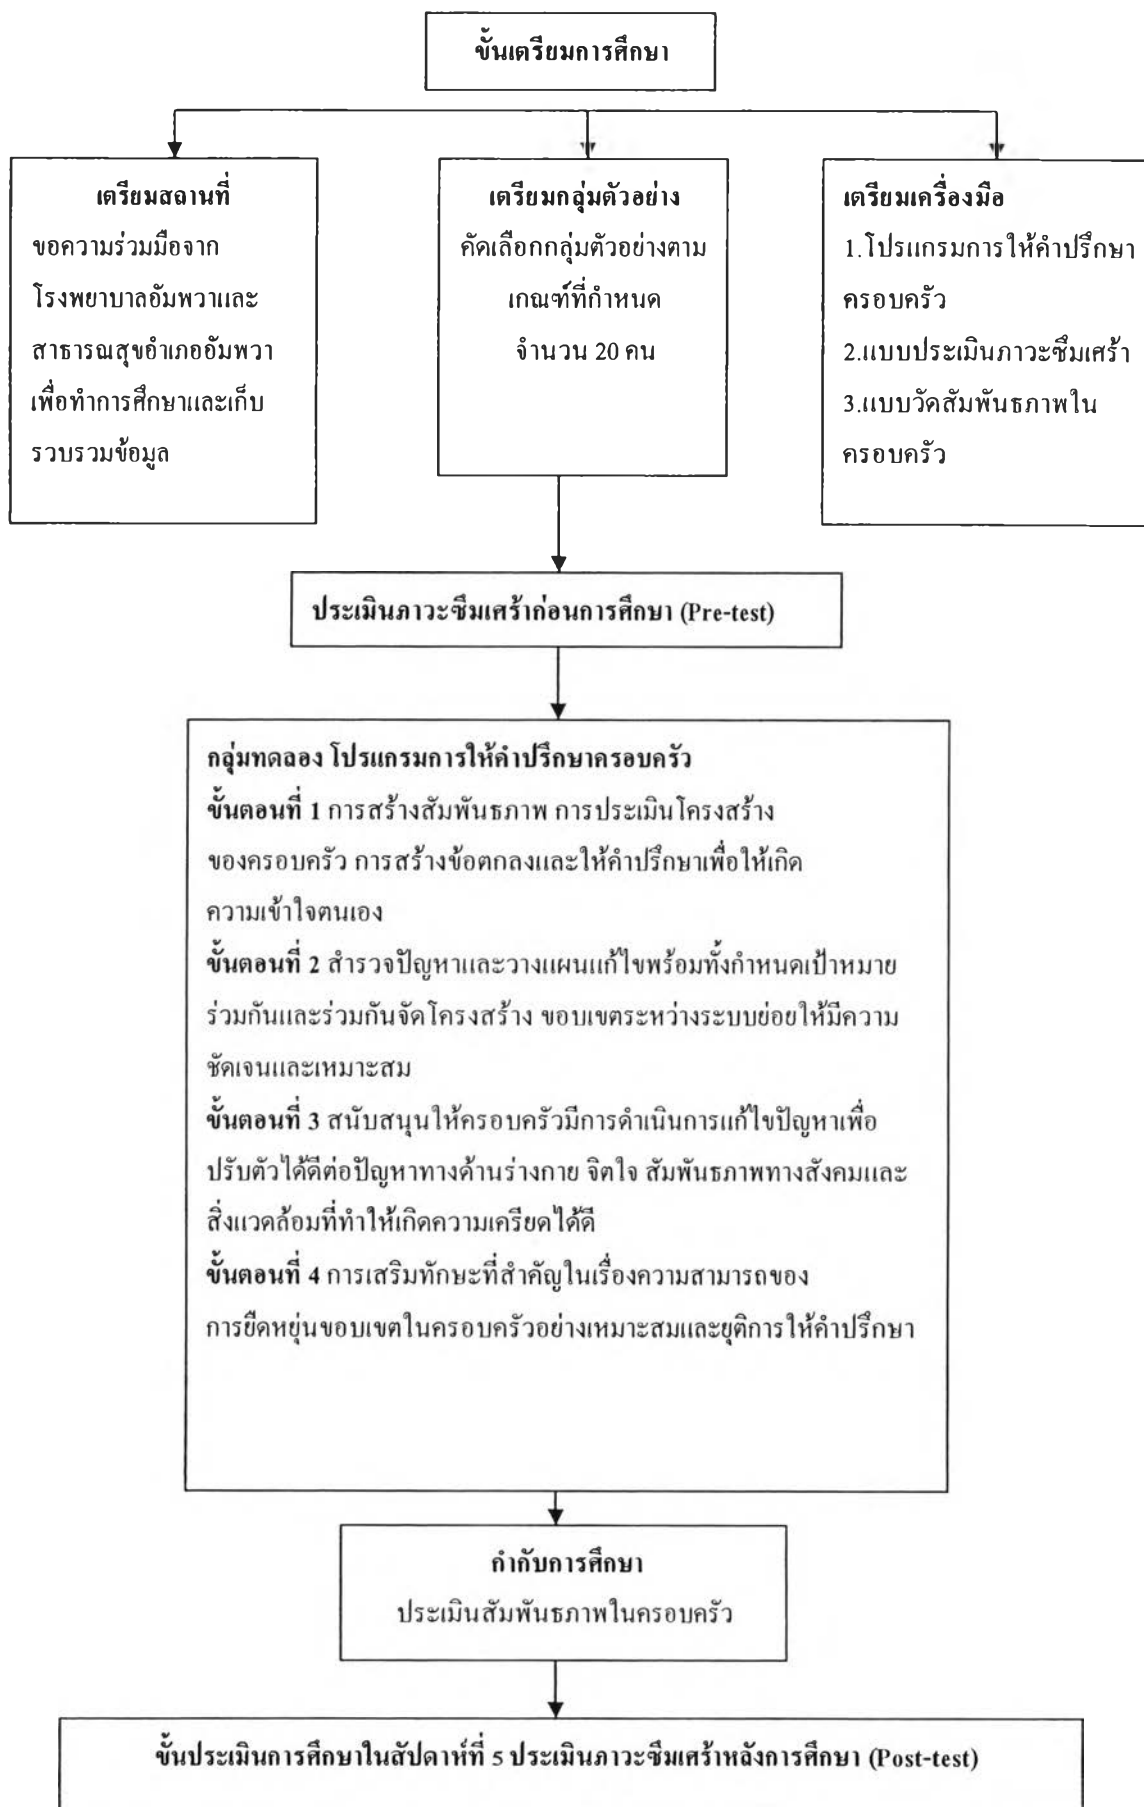 ขั้นเตรียมการศึกษา
เตรียมสถานที่
ขอความร่วมมือจาก
โรงพยาบาลอัมพวาและ
สาธารณสุขอำเภออัมพวา
เพื่อทำการศึกษาและเก็บ
รวบรวมข้อมูล
เตรียมกลุ่มตัวอย่าง
คัดเลือกกลุ่มตัวอย่างตาม
เกณฑ์ที่กำหนด
จำนวน 20 คน
เตรียมเครื่องมือ
1.โปรแกรมการให้คำปรึกษา
ครอบครัว
2.แบบประเมินภาวะซึมเศร้า
3.แบบวัดสัมพันธภาพใน
ครอบครัว
ประเมินภาวะซึมเศร้าก่อนการศึกษา (Pre-test)
กลุ่มทดลอง โปรแกรมการให้คำปรึกษาครอบครัว
ขั้นตอนที่ 1 การสร้างสัมพันธภาพ การประเมินโครงสร้าง
ของครอบครัว การสร้างข้อตกลงและให้คำปรึกษาเพื่อให้เกิด
ความเข้าใจตนเอง
ขั้นตอนที่ 2 สำรวจปัญหาและวางแผนแก้ไขพร้อมทั้งกำหนดเป้าหมาย
ร่วมกันและร่วมกันจัดโครงสร้าง ขอบเขตระหว่างระบบย่อยให้มีความ
ชัดเจนและเหมาะสม
ขั้นตอนที่ 3 สนับสนุนให้ครอบครัวมีการดำเนินการแก้ไขปัญหาเพื่อ
ปรับตัวได้ดีต่อปัญหาทางด้านร่างกาย จิตใจ สัมพันธภาพทางสังคมและ
สิ่งแวดล้อมที่ทำให้เกิดความเครียดได้ดี
ขั้นตอนที่ 4 การเสริมทักษะที่สำคัญในเรื่องความสามารถของ
การยืดหยุ่นขอบเขตในครอบครัวอย่างเหมาะสมและยุติการให้คำปรึกษา
กำกับการศึกษา
ประเมินสัมพันธภาพในครอบครัว
ขั้นประเมินการศึกษาในสัปดาห์ที่ 5 ประเมินภาวะซึมเศร้าหลังการศึกษา (Post-test)